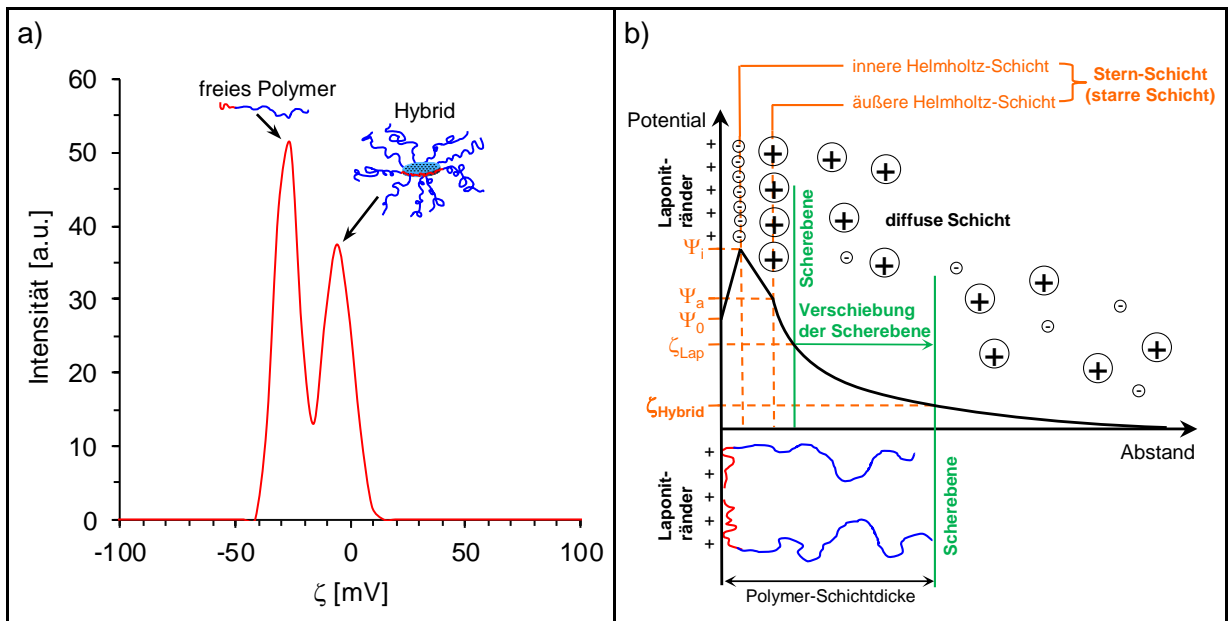 a)
freies Polymer
Hybrid
60
50
40
30
20
10
0
Intensität [a.u.]
-100
-50
0
50
100
ζ [mV]
b)
innere Helmholtz-Schicht
äußere Helmholtz-Schicht
Stern-Schicht
(starre Schicht)
Potential
Laponit-
ränder
+
+
+
+
+
+
-
-
-
-
-
-
-
+
+
+
+
+
+
+
+
+
-
-
+
+
-
-
+
+
+
-
diffuse Schicht
Scherebene
Verschiebung
der Scherebene
Ψi
Ψa
Ψ0
ζLap
ζHybrid
Abstand
Laponit-
ränder
+
+
+
+
+
Scherebene
Polymer-Schichtdicke